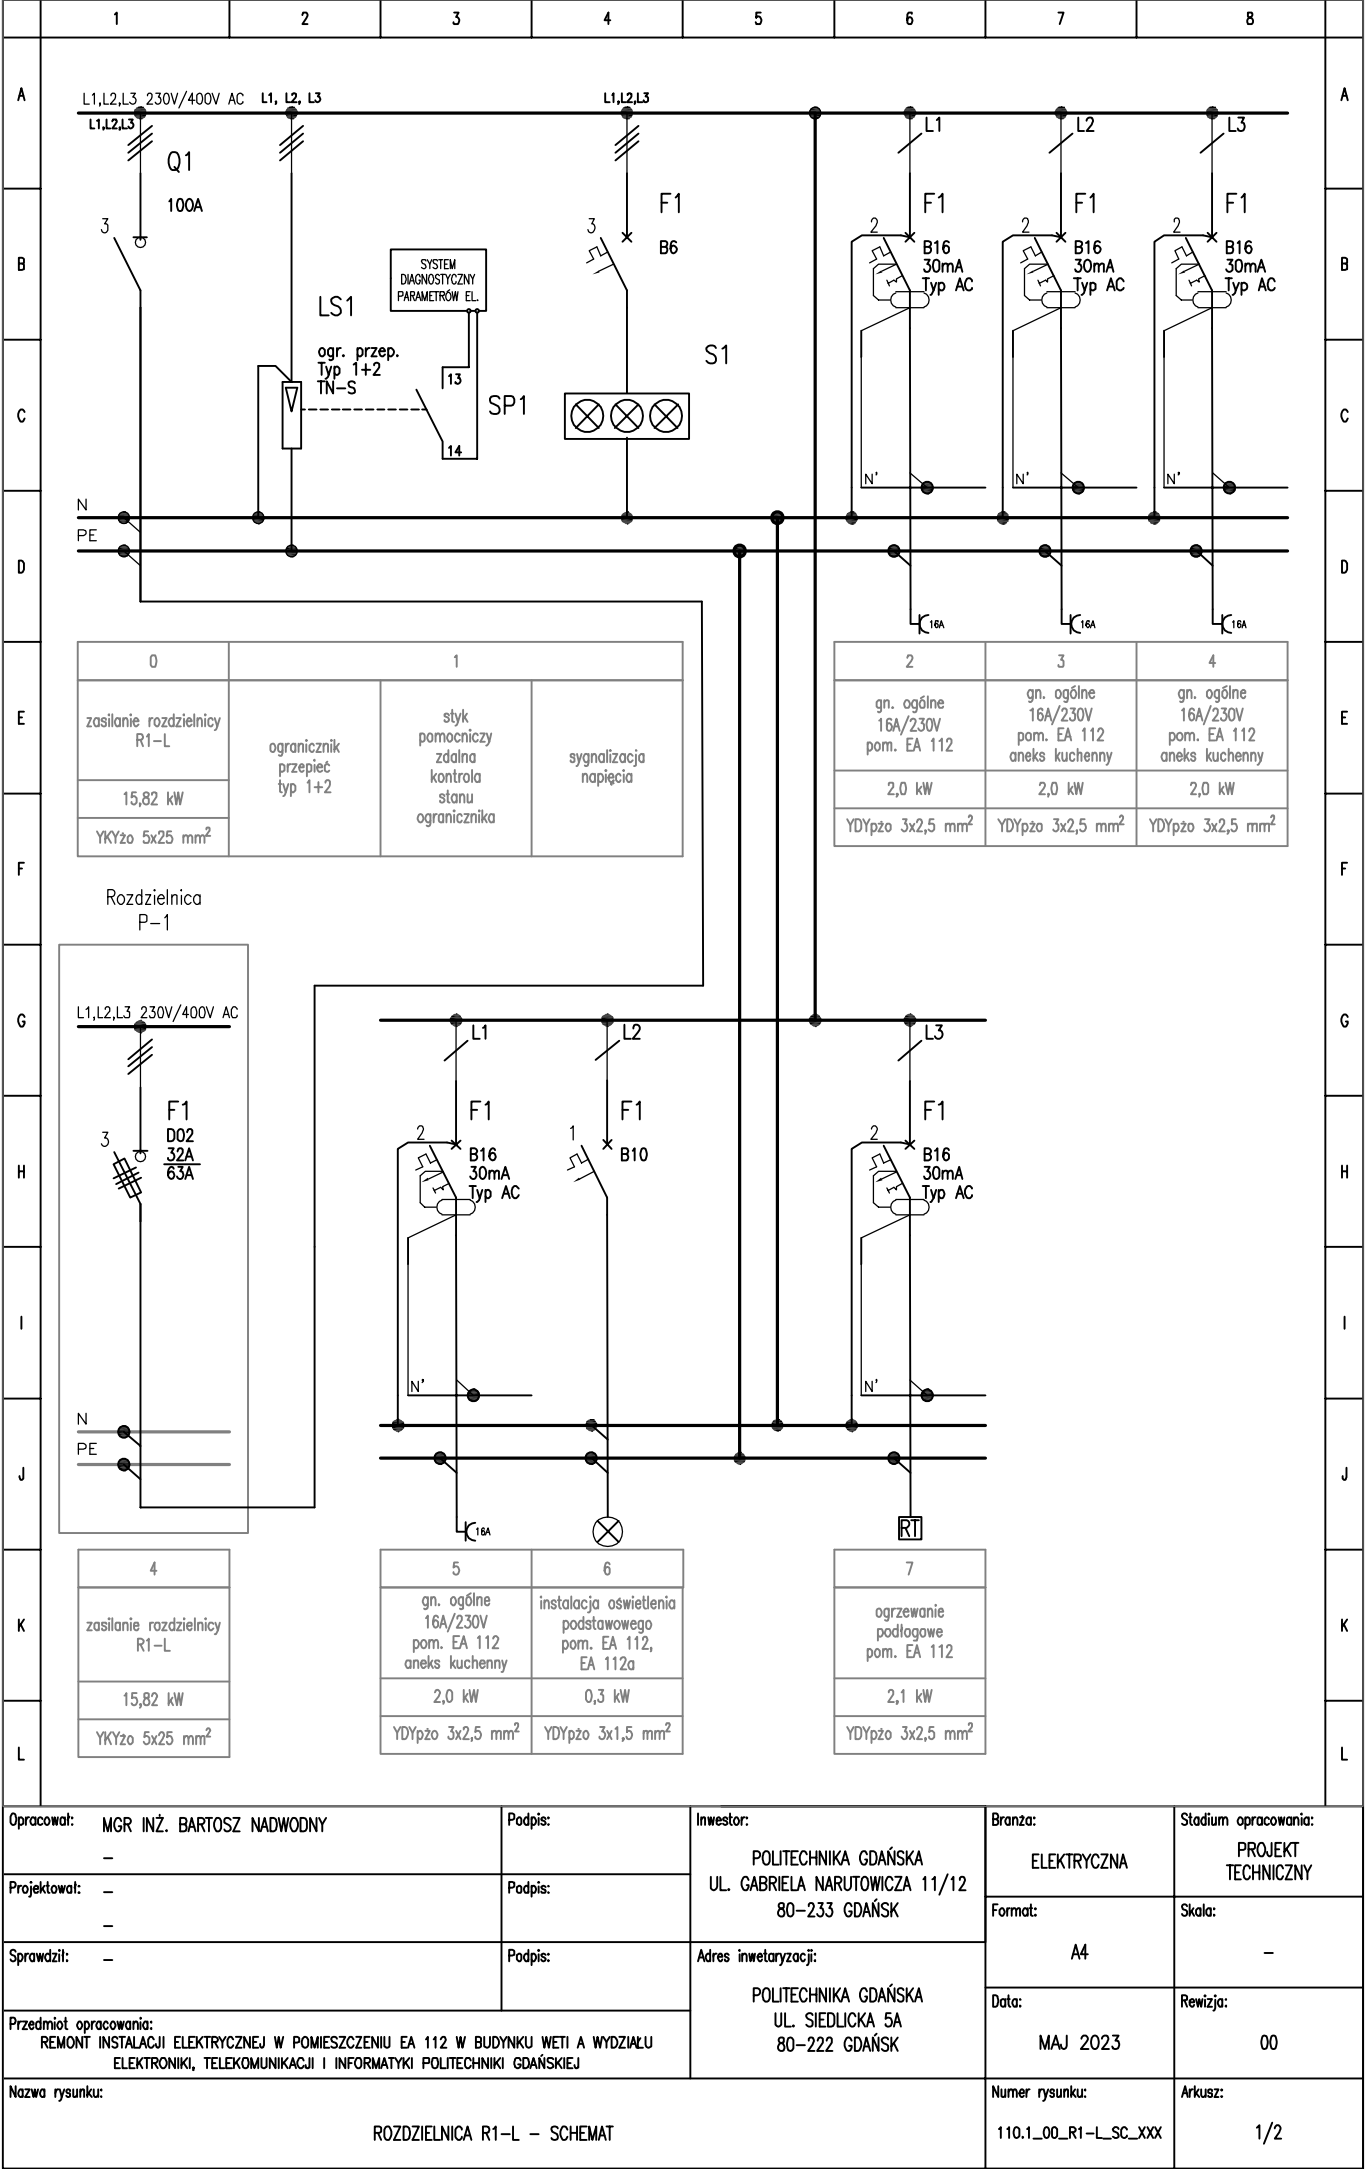 1 2 3 4 5 6 7 8
A A
L1,L2,L3 230V/400V AC
L1, L2, L3
L1,L2,L3
L1,L2,L3
L1
L2
L3
Q1
100A
3
B B
F1
B6
3
F1
B16
30mA
Typ AC
2
F1
B16
30mA
Typ AC
2
F1
B16
30mA
Typ AC
2
SYSTEM
DIAGNOSTYCZNY
PARAMETRÓW EL.
LS1
ogr. przep.
Typ 1+2
TN-S
13
14
SP1
S1
C C
N' N' N'
N
PE
D D
16A 16A 16A
0
zasilanie rozdzielnicy
R1-L
15,82 kW
YKYżo 5x25 mm²
1
ogranicznik
przepieć
typ 1+2
styk
pomocniczy
zdalna
kontrola
stanu
ogranicznika
sygnalizacja
napięcia
2
gn. ogólne
16A/230V
pom. EA 112
2,0 kW
YDYpżo 3x2,5 mm²
3
gn. ogólne
16A/230V
pom. EA 112
aneks kuchenny
2,0 kW
YDYpżo 3x2,5 mm²
4
gn. ogólne
16A/230V
pom. EA 112
aneks kuchenny
2,0 kW
YDYpżo 3x2,5 mm²
E E
F F
Rozdzielnica
P-1
G G
L1,L2,L3 230V/400V AC
L1
L2
L3
F1
D02
32A
63A
3
H H
F1
B16
30mA
Typ AC
2
F1
B10
1
F1
B16
30mA
Typ AC
2
I I
N' N'
N
PE
J J
16A
RT
4
zasilanie rozdzielnicy
R1-L
15,82 kW
YKYżo 5x25 mm²
5
gn. ogólne
16A/230V
pom. EA 112
aneks kuchenny
2,0 kW
YDYpżo 3x2,5 mm²
6
instalacja oświetlenia
podstawowego
pom. EA 112,
EA 112a
0,3 kW
YDYpżo 3x1,5 mm²
7
ogrzewanie
podłogowe
pom. EA 112
2,1 kW
YDYpżo 3x2,5 mm²
K K
L L
Opracował: MGR INŻ. BARTOSZ NADWODNY
-
Podpis:
Projektował: -
-
Podpis:
Sprawdził: -
Podpis:
Przedmiot opracowania:
REMONT INSTALACJI ELEKTRYCZNEJ W POMIESZCZENIU EA 112 W BUDYNKU WETI A WYDZIAŁU
ELEKTRONIKI, TELEKOMUNIKACJI I INFORMATYKI POLITECHNIKI GDAŃSKIEJ
Inwestor:
POLITECHNIKA GDAŃSKA
UL. GABRIELA NARUTOWICZA 11/12
80-233 GDAŃSK
Adres inwetaryzacji:
POLITECHNIKA GDAŃSKA
UL. SIEDLICKA 5A
80-222 GDAŃSK
Branża:
ELEKTRYCZNA
Stadium opracowania:
PROJEKT
TECHNICZNY
Format:
A4
Skala:
-
Data:
MAJ 2023
Rewizja:
00
Nazwa rysunku:
ROZDZIELNICA R1-L - SCHEMAT
Numer rysunku:
110.1_00_R1-L_SC_XXX
Arkusz:
1/2